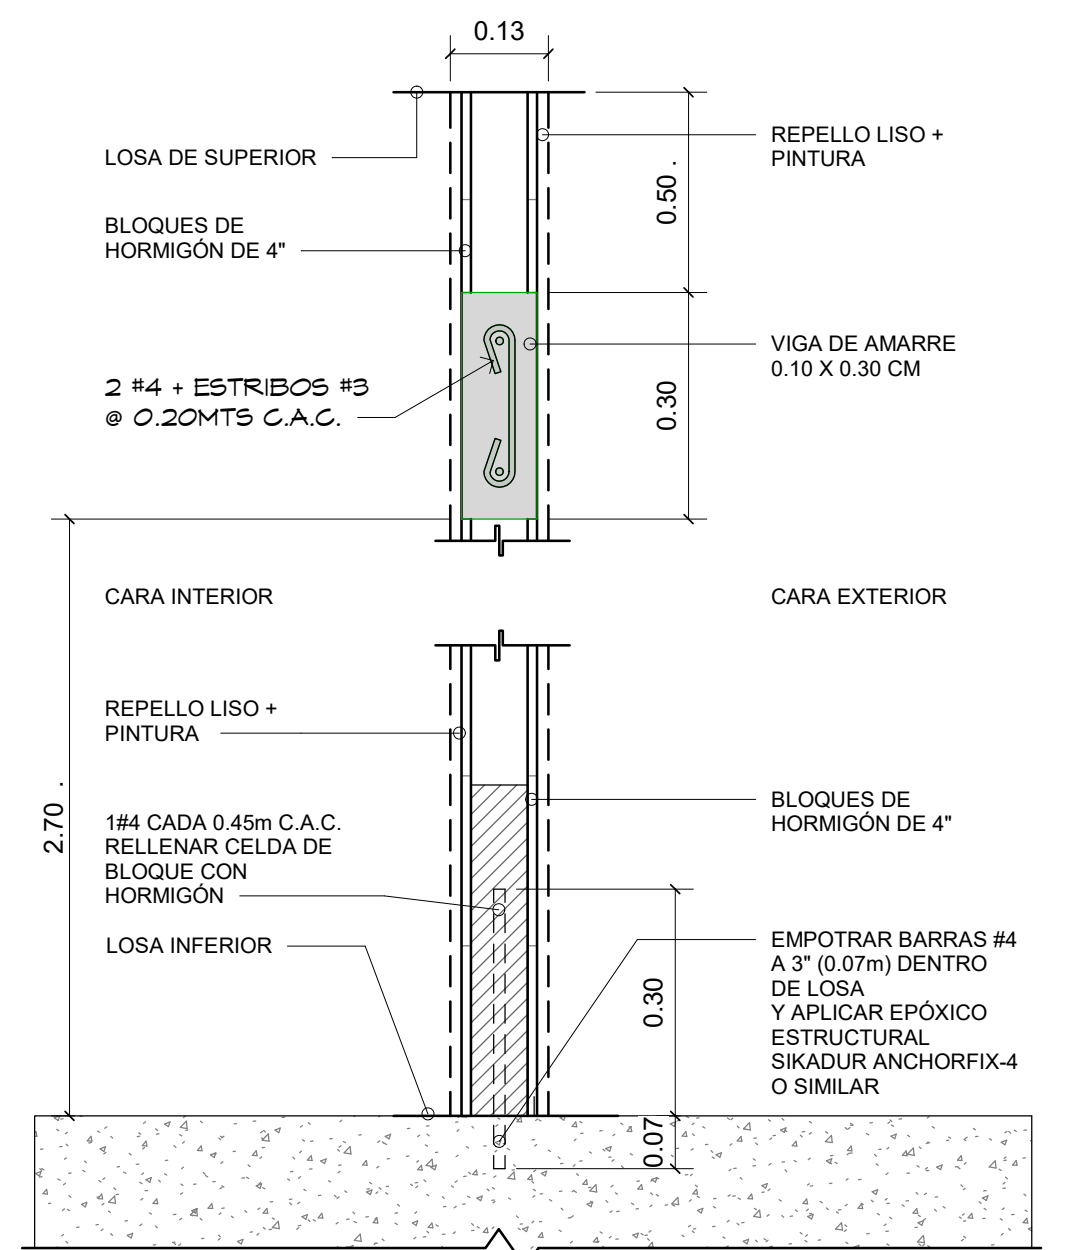 0.13
LOSA DE SUPERIOR
REPELLO LISO +
PINTURA
0.50 .
BLOQUES DE
HORMIGÓN DE 4"
VIGA DE AMARRE
0.10 X 0.30 CM
0.30
2 #4 + ESTRIBOS #3
@ 0.20MTS C.A.C.
CARA INTERIOR
CARA EXTERIOR
REPELLO LISO +
PINTURA
2.70 .
BLOQUES DE
HORMIGÓN DE 4"
1#4 CADA 0.45m C.A.C.
RELLENAR CELDA DE
BLOQUE CON
HORMIGÓN
LOSA INFERIOR
0.30
EMPOTRAR BARRAS #4
A 3" (0.07m) DENTRO
DE LOSA
Y APLICAR EPÓXICO
ESTRUCTURAL
SIKADUR ANCHORFIX-4
O SIMILAR
0.07